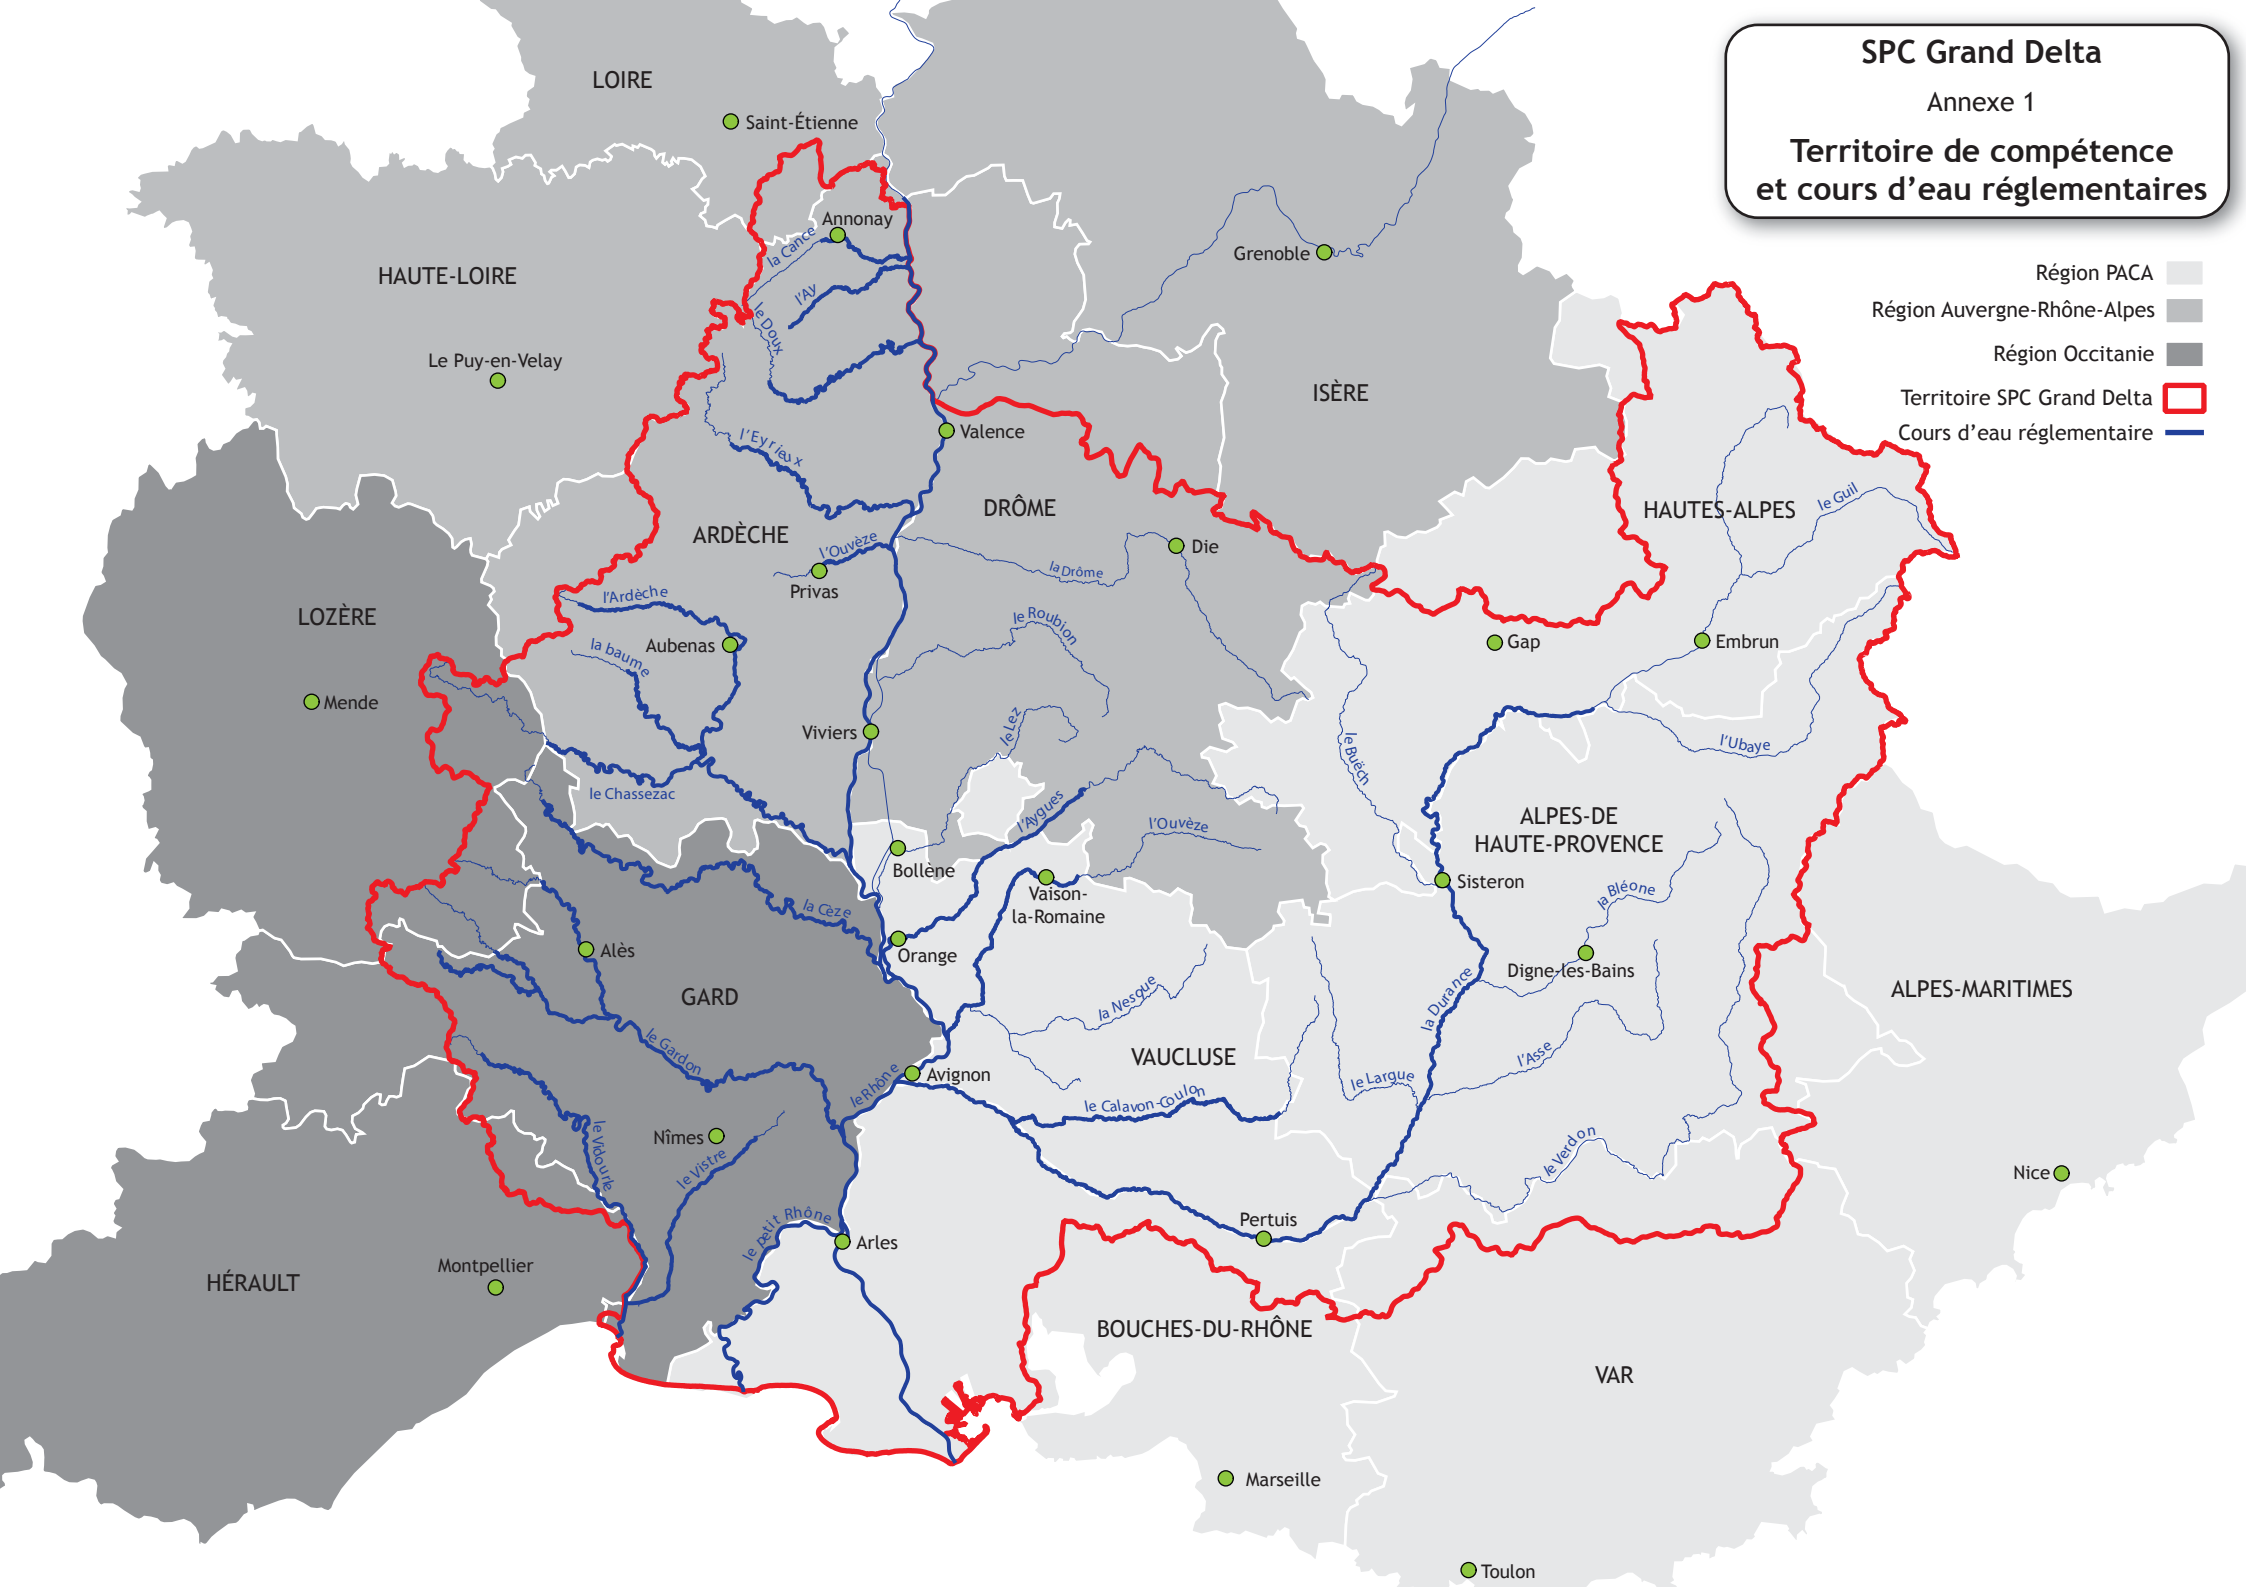 SPC Grand Delta
Annexe 1
Territoire de compétence
et cours d'eau réglementaires
Région PACA
Région Auvergne-Rhône-Alpes
Région Occitanie
Territoire SPC Grand Delta
Cours d'eau réglementaire
LOIRE
Saint-Étienne
Annonay
la Cance
l'Ay
le Doux
HAUTE-LOIRE
Grenoble
Le Puy-en-Velay
ISÈRE
Valence
l'Eyrieux
DRÔME
HAUTES-ALPES
le Guil
ARDÈCHE
l'Ouvèze
Privas
Die
la Drôme
l'Ardèche
LOZÈRE
la baume
Aubenas
le Roubion
Gap
Embrun
Mende
Viviers
le Lez
le Buëch
l'Ubaye
le Chassezac
l'Aygues
l'Ouvèze
ALPES-DE
HAUTE-PROVENCE
Bollène
Vaison-
la-Romaine
Sisteron
la Bléone
la Cèze
Orange
Alès
Digne-les-Bains
GARD
la Nesque
la Durance
ALPES-MARITIMES
le Gardon
VAUCLUSE
l'Asse
le Rhône
Avignon
le Largue
le Calavon-Coulon
Nîmes
le Vidourle
le Vistre
le Verdon
Nice
le petit Rhône
Arles
Pertuis
Montpellier
HÉRAULT
BOUCHES-DU-RHÔNE
VAR
Marseille
Toulon